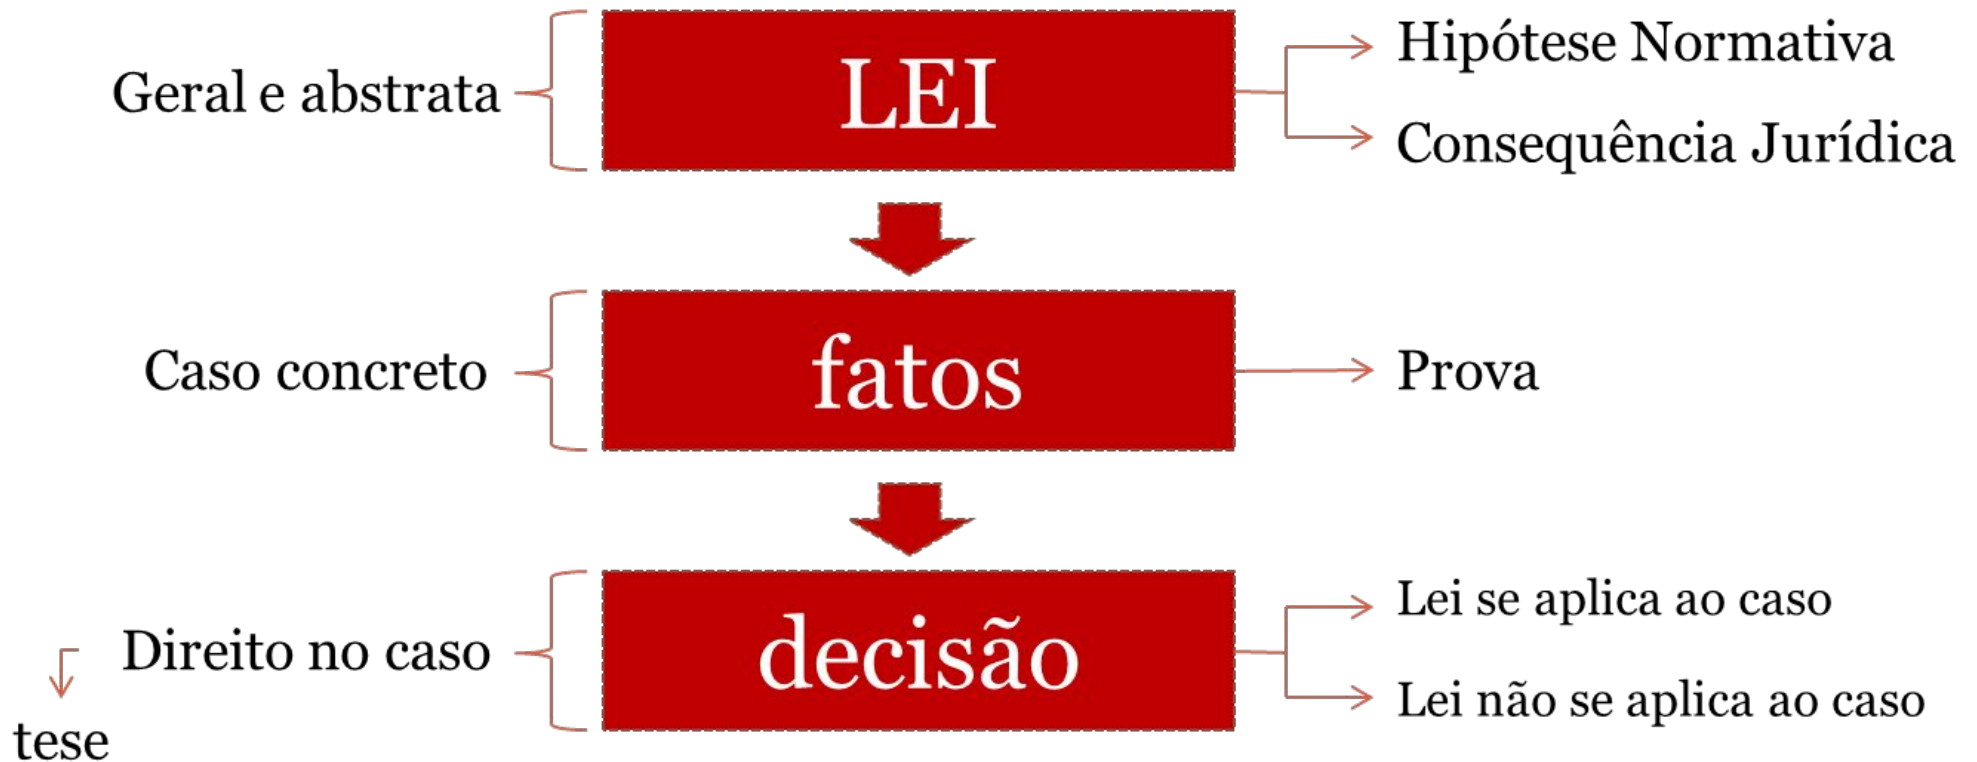 Geral e abstrata
LEI
Hipótese Normativa
Consequência Jurídica
Caso concreto
fatos
Prova
Direito no caso
tese
decisão
Lei se aplica ao caso
Lei não se aplica ao caso